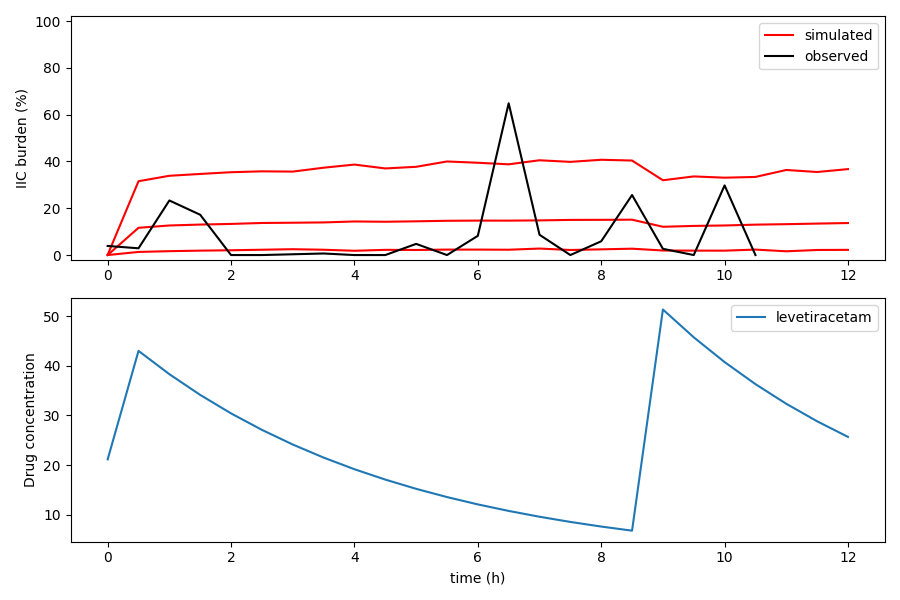 IIC burden (%)
100
80
60
40
20
0
simulated
observed
0 2 4 6 8 10 12
Drug concentration
50
40
30
20
10
levetiracetam
0 2 4 6 8 10 12
time (h)